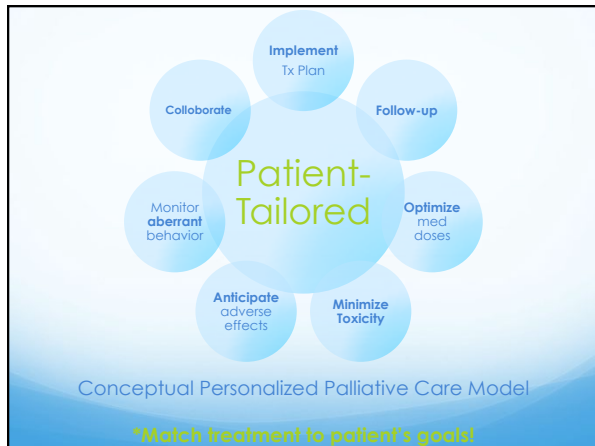 Implement
Tx Plan
Follow-up
Optimize
med
doses
Minimize
Toxicity
Anticipate
adverse
effects
Monitor
aberrant
behavior
Colloborate
Patient-
Tailored
Conceptual Personalized Palliative Care Model
*Match treatment to patient's goals!